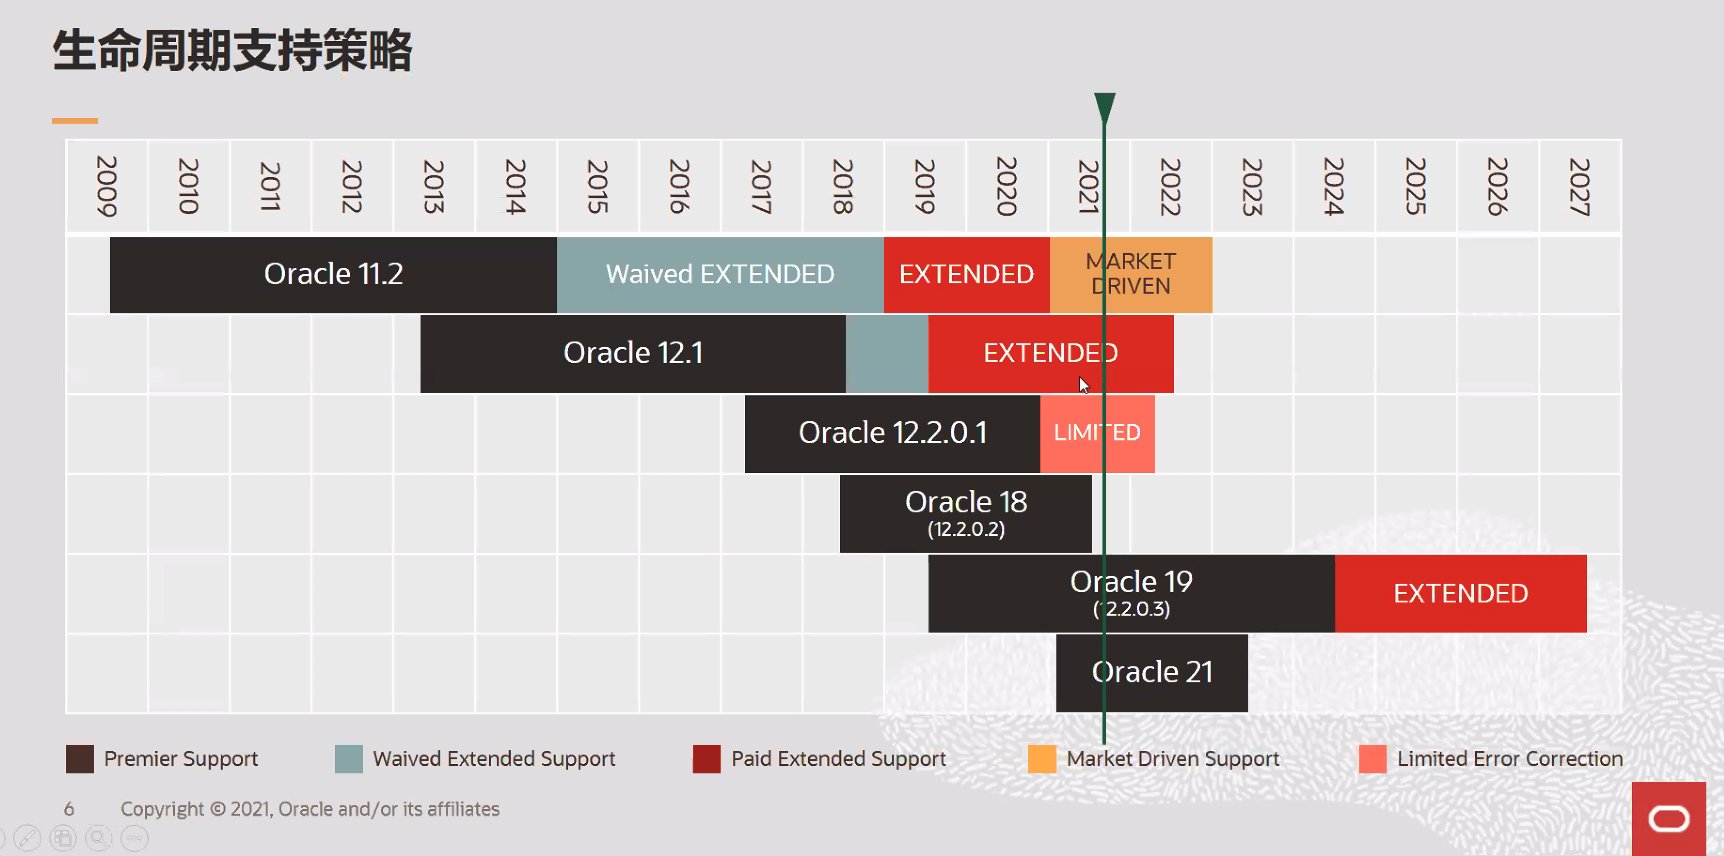 生命周期支持策略
2009 2010 2011 2012 2013 2014 2015 2016 2017 2018 2019 2020 2021 2022 2023 2024 2025 2026 2027
Oracle 11.2
Waived EXTENDED
EXTENDED
MARKET
DRIVEN
Oracle 12.1
EXTENDED
Oracle 12.2.0.1
LIMITED
Oracle 18
(12.2.0.2)
Oracle 19
(12.2.0.3)
EXTENDED
Oracle 21
Premier Support
Waived Extended Support
Paid Extended Support
Market Driven Support
Limited Error Correction
6
Copyright © 2021, Oracle and/or its affiliates